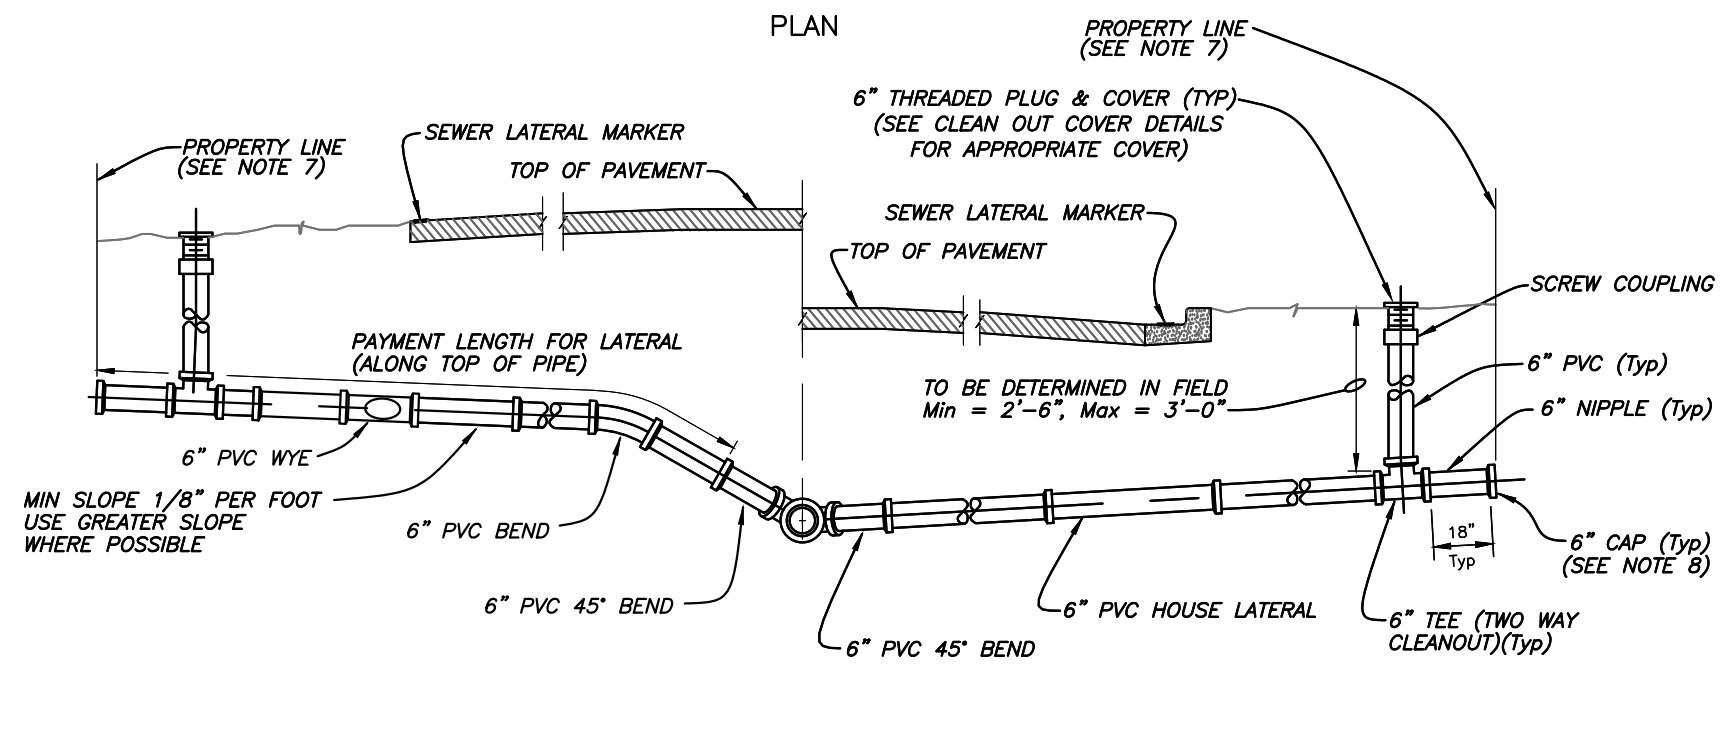 PLAN
PROPERTY LINE
(SEE NOTE 7)
6" THREADED PLUG & COVER (TYP)
(SEE CLEAN OUT COVER DETAILS
FOR APPROPRIATE COVER)
SEWER LATERAL MARKER
PROPERTY LINE
(SEE NOTE 7)
TOP OF PAVEMENT
SEWER LATERAL MARKER
TOP OF PAVEMENT
SCREW COUPLING
PAYMENT LENGTH FOR LATERAL
(ALONG TOP OF PIPE)
6" PVC (Typ)
TO BE DETERMINED IN FIELD
Min = 2'-6", Max = 3'-0"
6" NIPPLE (Typ)
6" PVC WYE
MIN SLOPE 1/8" PER FOOT
USE GREATER SLOPE
WHERE POSSIBLE
6" PVC BEND
18"
Typ
6" CAP (Typ)
(SEE NOTE 8)
6" PVC 45° BEND
6" PVC HOUSE LATERAL
6" TEE (TWO WAY
CLEANOUT)(Typ)
6" PVC 45° BEND